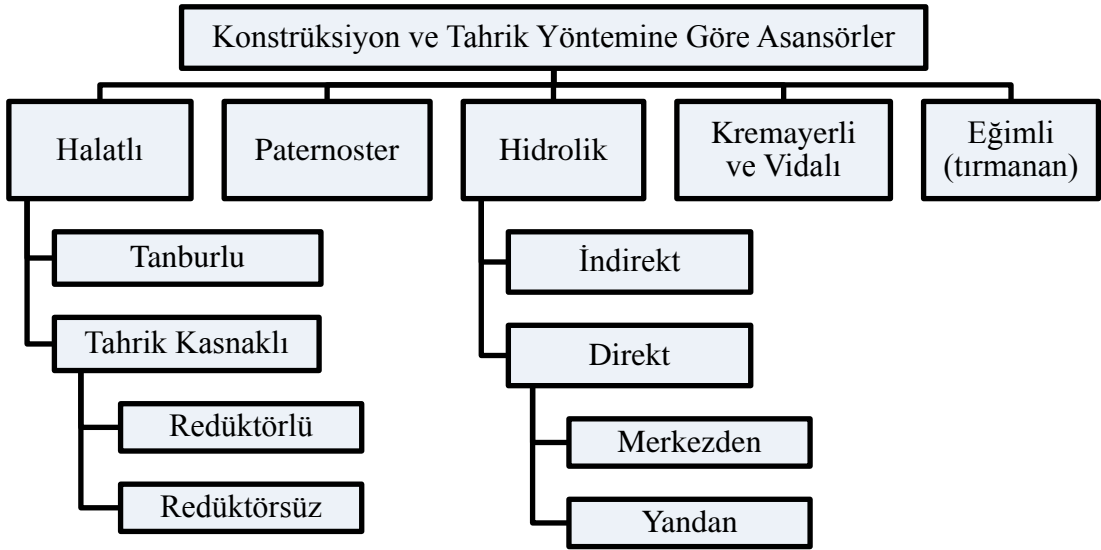 Konstrüksiyon ve Tahrik Yöntemine Göre Asansörler
Halatlı
Tanburlu
Tahrik Kasnaklı
Redüktörlü
Redüktörsüz
Paternoster
Hidrolik
İndirekt
Direkt
Merkezden
Yandan
Kremayerli
ve Vidalı
Eğimli
(tırmanan)